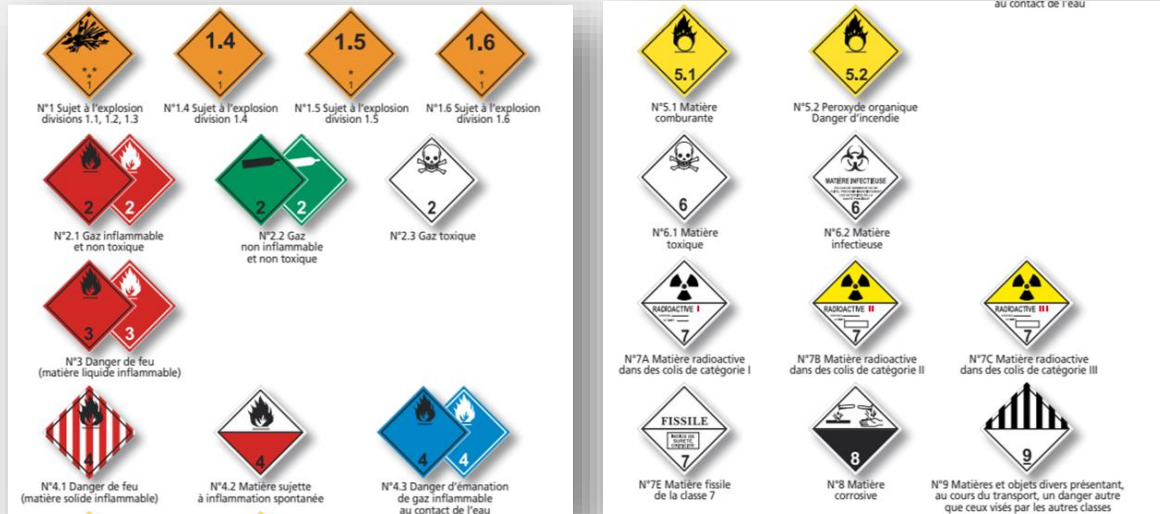 * *
*
1
1.4
*
1
1.5
*
1
1.6
*
1
N°1 Sujet à l'explosion
divisions 1.1, 1.2, 1.3
N°1.4 Sujet à l'explosion
division 1.4
N°1.5 Sujet à l'explosion
division 1.5
N°1.6 Sujet à l'explosion
division 1.6
2
2
N°2.1 Gaz inflammable
et non toxique
2
2
N°2.2 Gaz
non inflammable
et non toxique
2
N°2.3 Gaz toxique
3
3
N°3 Danger de feu
(matière liquide inflammable)
4
N°4.1 Danger de feu
(matière solide inflammable)
4
N°4.2 Matière sujette
à inflammation spontanée
4
4
N°4.3 Danger d'émanation
de gaz inflammable
au contact de l'eau
au contact de l'eau
5.1
N°5.1 Matière
comburante
5.2
N°5.2 Peroxyde organique
Danger d'incendie
6
N°6.1 Matière
toxique
MATIÈRE INFECTIEUSE
6
N°6.2 Matière
infectieuse
RADIOACTIVE I
7
N°7A Matière radioactive
dans des colis de catégorie I
RADIOACTIVE II
7
N°7B Matière radioactive
dans des colis de catégorie II
RADIOACTIVE III
7
N°7C Matière radioactive
dans des colis de catégorie III
FISSILE
7
N°7E Matière fissile
de la classe 7
8
N°8 Matière
corrosive
9
N°9 Matières et objets divers présentant,
au cours du transport, un danger autre
que ceux visés par les autres classes